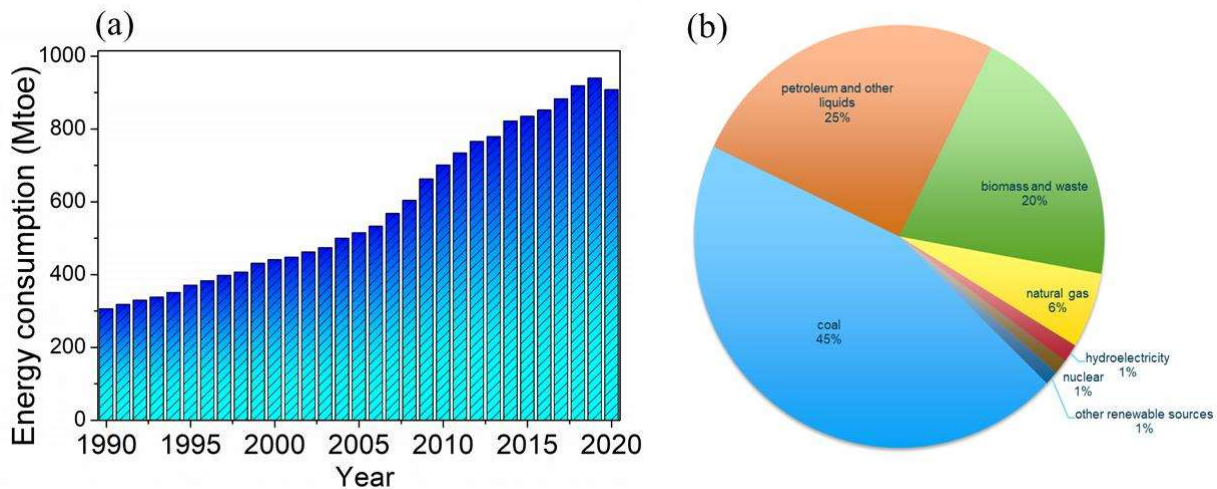 (a)
Energy consumption (Mtoe)
1000
800
600
400
200
0
1990
1995
2000
2005
2010
2015
2020
Year
(b)
petroleum and other
liquids
25%
biomass and waste
20%
natural gas
6%
coal
45%
hydroelectricity
1%
nuclear
1%
other renewable sources
1%